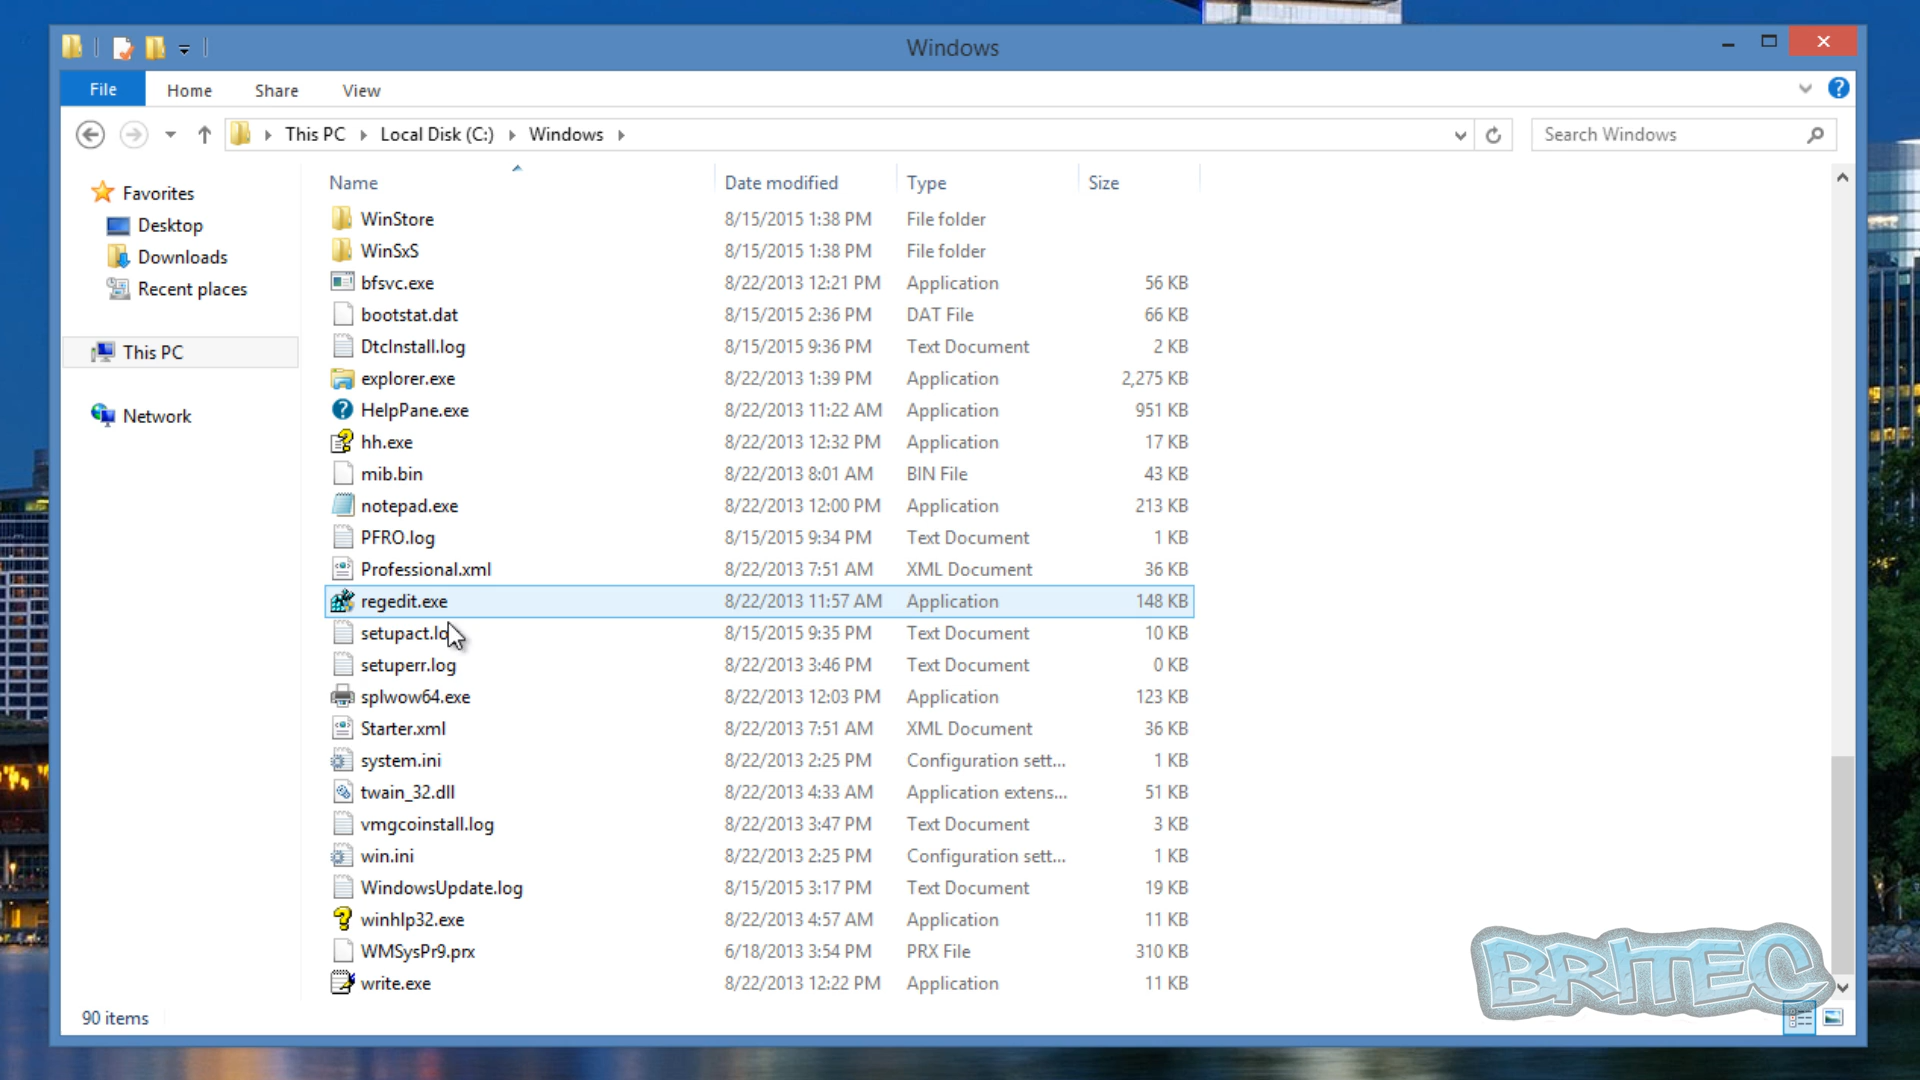 Windows
File Home Share View
This PC Local Disk (C:) Windows
Search Windows
Favorites
Desktop
Downloads
Recent places
This PC
Network
Name Date modified Type Size
WinStore 8/15/2015 1:38 PM File folder
WinSxS 8/15/2015 1:38 PM File folder
bfsvc.exe 8/22/2013 12:21 PM Application 56 KB
bootstat.dat 8/15/2015 2:36 PM DAT File 66 KB
DtcInstall.log 8/15/2015 9:36 PM Text Document 2 KB
explorer.exe 8/22/2013 1:39 PM Application 2,275 KB
HelpPane.exe 8/22/2013 11:22 AM Application 951 KB
hh.exe 8/22/2013 12:32 PM Application 17 KB
mib.bin 8/22/2013 8:01 AM BIN File 43 KB
notepad.exe 8/22/2013 12:00 PM Application 213 KB
PFRO.log 8/15/2015 9:34 PM Text Document 1 KB
Professional.xml 8/22/2013 7:51 AM XML Document 36 KB
regedit.exe 8/22/2013 11:57 AM Application 148 KB
setupact.lo 8/15/2015 9:35 PM Text Document 10 KB
setuperr.log 8/22/2013 3:46 PM Text Document 0 KB
splwow64.exe 8/22/2013 12:03 PM Application 123 KB
Starter.xml 8/22/2013 7:51 AM XML Document 36 KB
system.ini 8/22/2013 2:25 PM Configuration sett... 1 KB
twain_32.dll 8/22/2013 4:33 AM Application extens... 51 KB
vmgcoinstall.log 8/22/2013 3:47 PM Text Document 3 KB
win.ini 8/22/2013 2:25 PM Configuration sett... 1 KB
WindowsUpdate.log 8/15/2015 3:17 PM Text Document 19 KB
winhlp32.exe 8/22/2013 4:57 AM Application 11 KB
WMSysPr9.prx 6/18/2013 3:54 PM PRX File 310 KB
write.exe 8/22/2013 12:22 PM Application 11 KB
90 items
BRITEC